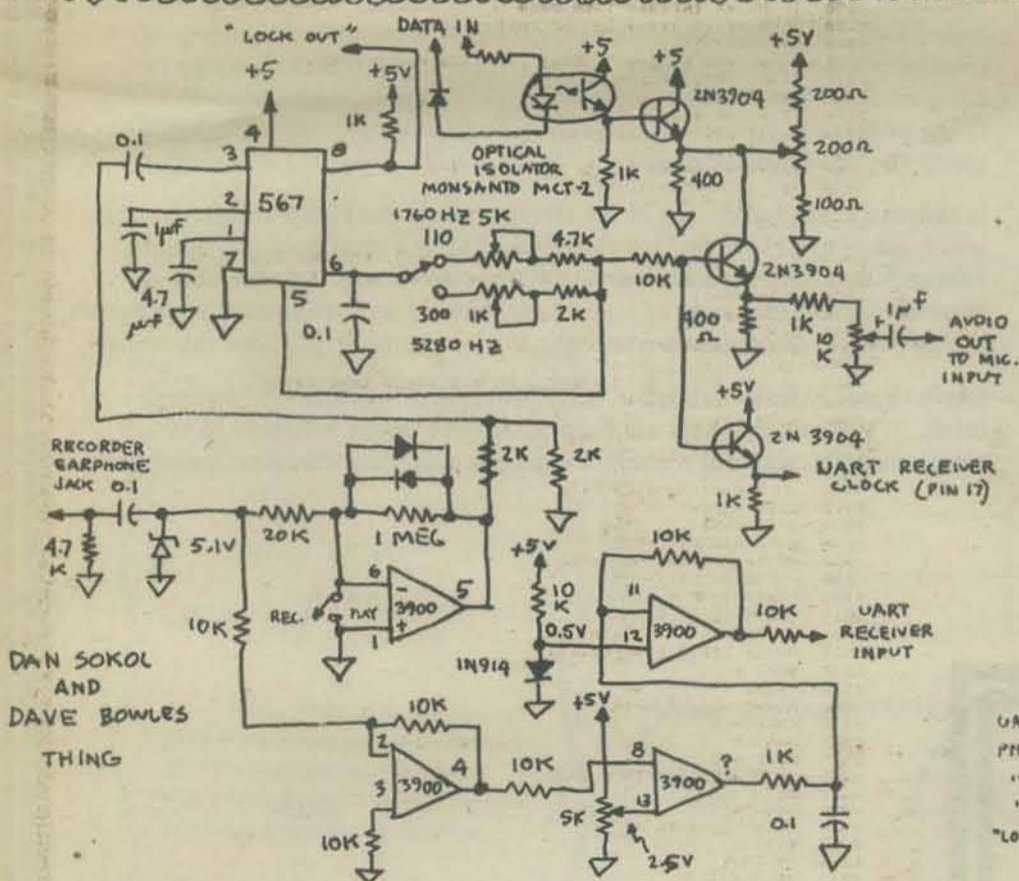 "LOCK OUT"
DATA IN
+5
+5V
1K
+5
+5
2N3904
+5V
200Ω
200Ω
100Ω
0.1
4
3
8
567
2
1
7
6
5
1µF
4.7
µF
0.1
OPTICAL
ISOLATOR
MONSANTO MCT-2
1K
400
1760 HZ 5K
110
4.7K
300
1K
2K
5280 HZ
10K
2N3904
400
Ω
1K
10
K
+
1µF
AUDIO
OUT
TO MIC.
INPUT
+5V
2N 3904
UART RECEIVER
CLOCK (PIN 17)
1K
RECORDER
EARPHONE
JACK 0.1
4.7
K
5.1V
20K
1 MEG
2K
2K
REC.
PLAY
6
-
3900
5
+
1
10K
+5V
10
K
0.5V
1N914
10K
11
12
3900
10K
UART
RECEIVER
INPUT
DAN SOKOL
AND
DAVE BOWLES
THING
10K
2
3
3900
4
10K
10K
+5V
5K
2.5V
8
13
3900
?
1K
0.1
UA
"LO